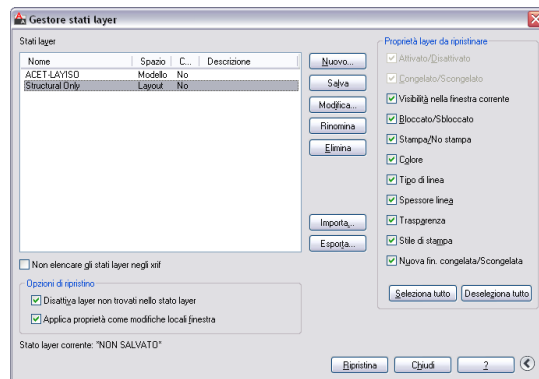 Gestore stati layer
Stati layer
Nome Spazio C... Descrizione
ACET-LAYISO Modello No
Structural Only Layout No
Nuovo...
Salva
Modifica...
Rinomina
Elimina
Importa...
Esporta...
Non elencare gli stati layer negli xrif
Opzioni di ripristino
Disattiva layer non trovati nello stato layer
Applica proprietà come modifiche locali finestra
Stato layer corrente: "NON SALVATO"
Proprietà layer da ripristinare
Attivato/Disattivato
Congelato/Scongelato
Visibilità nella finestra corrente
Bloccato/Sbloccato
Stampa/No stampa
Colore
Tipo di linea
Spessore linea
Trasparenza
Stile di stampa
Nuova fin. congelata/Scongelata
Seleziona tutto Deseleziona tutto
Ripristina Chiudi ?